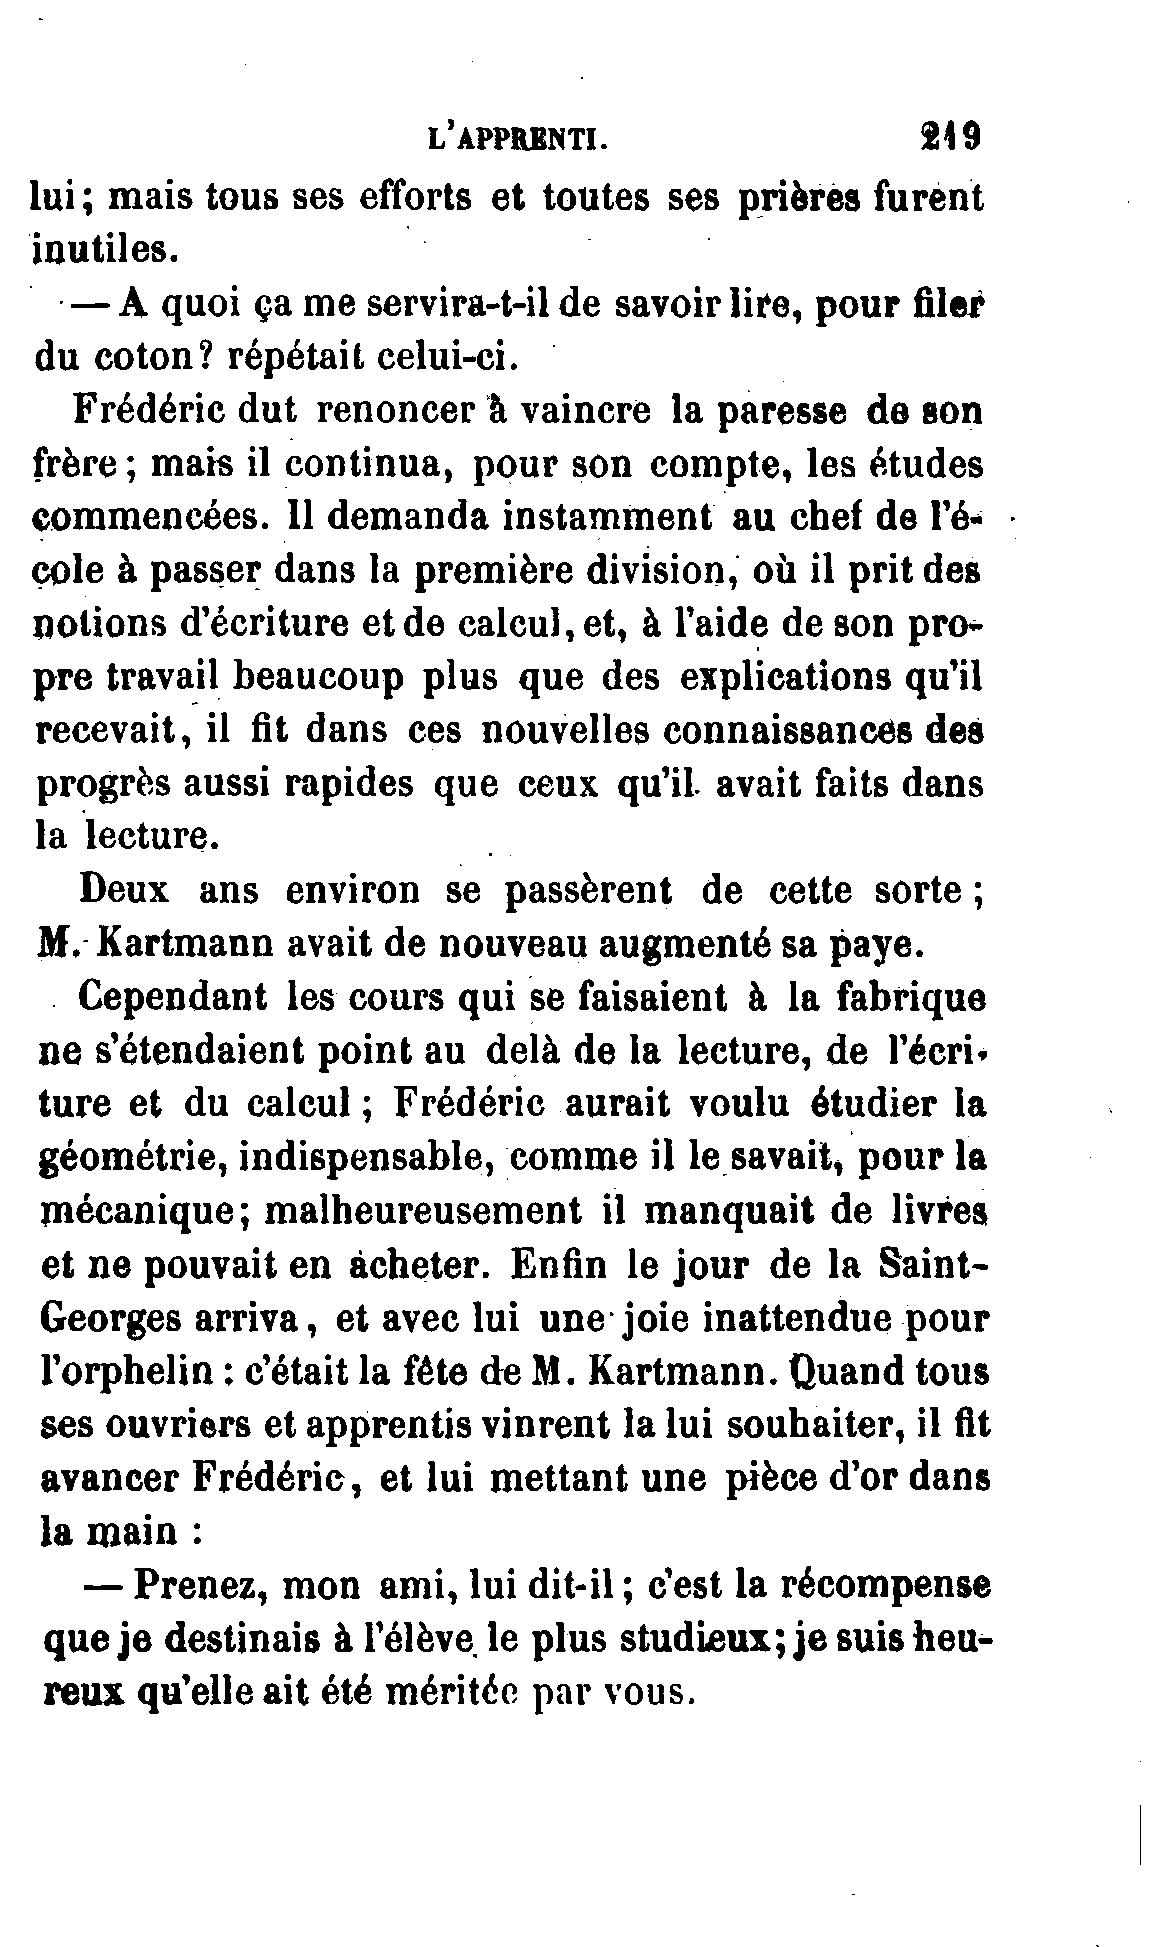 L'APPRENTI. 219
lui; mais tous ses efforts et toutes ses prières furent
inutiles.
— A quoi ça me servira-t-il de savoir lire, pour filer
du coton? répétait celui-ci.
Frédéric dut renoncer à vaincre la paresse de son
frère; mais il continua, pour son compte, les études
commencées. Il demanda instamment au chef de l'é-
cole à passer dans la première division, où il prit des
notions d'écriture et de calcul, et, à l'aide de son pro-
pre travail beaucoup plus que des explications qu'il
recevait, il fit dans ces nouvelles connaissances des
progrès aussi rapides que ceux qu'il avait faits dans
la lecture.
Deux ans environ se passèrent de cette sorte;
M. Kartmann avait de nouveau augmenté sa paye.
Cependant les cours qui se faisaient à la fabrique
ne s'étendaient point au delà de la lecture, de l'écri-
ture et du calcul; Frédéric aurait voulu étudier la
géométrie, indispensable, comme il le savait, pour la
mécanique; malheureusement il manquait de livres
et ne pouvait en acheter. Enfin le jour de la Saint-
Georges arriva, et avec lui une joie inattendue pour
l'orphelin : c'était la fête de M. Kartmann. Quand tous
ses ouvriers et apprentis vinrent la lui souhaiter, il fit
avancer Frédéric, et lui mettant une pièce d'or dans
la main :
— Prenez, mon ami, lui dit-il; c'est la récompense
que je destinais à l'élève le plus studieux; je suis heu-
reux qu'elle ait été méritée par vous.